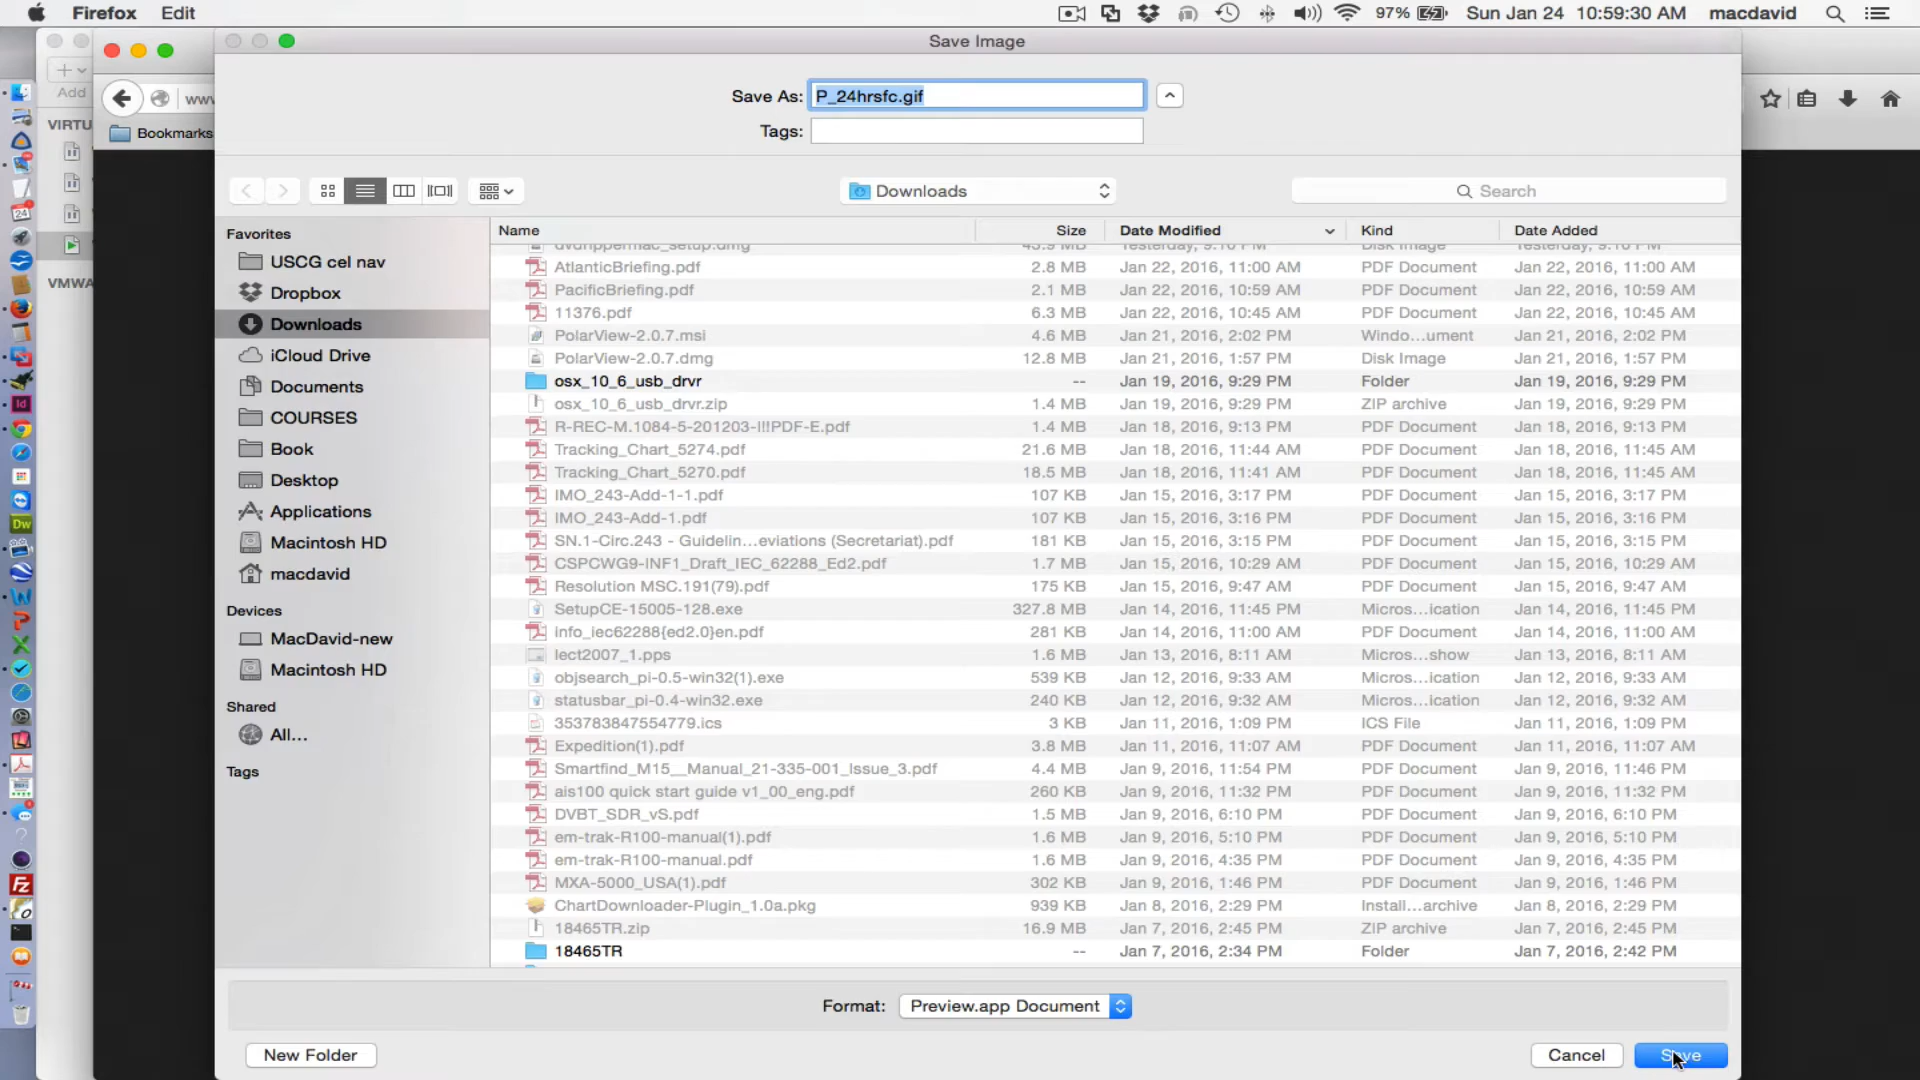 Firefox Edit 97% Sun Jan 24 10:59:30 AM macdavid
Save Image
Add
www
VIRTU
Bookmarks
VMWA
Save As: P_24hrsfc.gif
Tags:
Downloads
Search
Favorites
USCG cel nav
Dropbox
Downloads
iCloud Drive
Documents
COURSES
Book
Desktop
Applications
Macintosh HD
macdavid
Devices
MacDavid-new
Macintosh HD
Shared
All...
Tags
Name Size Date Modified Kind Date Added
dvdrippermac_setup.dmg 43.9 MB Yesterday, 9:10 PM Disk Image Yesterday, 9:10 PM
AtlanticBriefing.pdf 2.8 MB Jan 22, 2016, 11:00 AM PDF Document Jan 22, 2016, 11:00 AM
PacificBriefing.pdf 2.1 MB Jan 22, 2016, 10:59 AM PDF Document Jan 22, 2016, 10:59 AM
11376.pdf 6.3 MB Jan 22, 2016, 10:45 AM PDF Document Jan 22, 2016, 10:45 AM
PolarView-2.0.7.msi 4.6 MB Jan 21, 2016, 2:02 PM Windo...ument Jan 21, 2016, 2:02 PM
PolarView-2.0.7.dmg 12.8 MB Jan 21, 2016, 1:57 PM Disk Image Jan 21, 2016, 1:57 PM
osx_10_6_usb_drvr -- Jan 19, 2016, 9:29 PM Folder Jan 19, 2016, 9:29 PM
osx_10_6_usb_drvr.zip 1.4 MB Jan 19, 2016, 9:29 PM ZIP archive Jan 19, 2016, 9:29 PM
R-REC-M.1084-5-201203-I!!PDF-E.pdf 1.4 MB Jan 18, 2016, 9:13 PM PDF Document Jan 18, 2016, 9:13 PM
Tracking_Chart_5274.pdf 21.6 MB Jan 18, 2016, 11:44 AM PDF Document Jan 18, 2016, 11:45 AM
Tracking_Chart_5270.pdf 18.5 MB Jan 18, 2016, 11:41 AM PDF Document Jan 18, 2016, 11:45 AM
IMO_243-Add-1-1.pdf 107 KB Jan 15, 2016, 3:17 PM PDF Document Jan 15, 2016, 3:17 PM
IMO_243-Add-1.pdf 107 KB Jan 15, 2016, 3:16 PM PDF Document Jan 15, 2016, 3:16 PM
SN.1-Circ.243 - Guidelin...eviations (Secretariat).pdf 181 KB Jan 15, 2016, 3:15 PM PDF Document Jan 15, 2016, 3:15 PM
CSPCWG9-INF1_Draft_IEC_62288_Ed2.pdf 1.7 MB Jan 15, 2016, 10:29 AM PDF Document Jan 15, 2016, 10:29 AM
Resolution MSC.191(79).pdf 175 KB Jan 15, 2016, 9:47 AM PDF Document Jan 15, 2016, 9:47 AM
SetupCE-15005-128.exe 327.8 MB Jan 14, 2016, 11:45 PM Micros...ication Jan 14, 2016, 11:45 PM
info_iec62288{ed2.0}en.pdf 281 KB Jan 14, 2016, 11:00 AM PDF Document Jan 14, 2016, 11:00 AM
lect2007_1.pps 1.6 MB Jan 13, 2016, 8:11 AM Micros...show Jan 13, 2016, 8:11 AM
objsearch_pi-0.5-win32(1).exe 539 KB Jan 12, 2016, 9:33 AM Micros...ication Jan 12, 2016, 9:33 AM
statusbar_pi-0.4-win32.exe 240 KB Jan 12, 2016, 9:32 AM Micros...ication Jan 12, 2016, 9:32 AM
353783847554779.ics 3 KB Jan 11, 2016, 1:09 PM ICS File Jan 11, 2016, 1:09 PM
Expedition(1).pdf 3.8 MB Jan 11, 2016, 11:07 AM PDF Document Jan 11, 2016, 11:07 AM
Smartfind_M15__Manual_21-335-001_Issue_3.pdf 4.4 MB Jan 9, 2016, 11:54 PM PDF Document Jan 9, 2016, 11:46 PM
ais100 quick start guide v1_00_eng.pdf 260 KB Jan 9, 2016, 11:32 PM PDF Document Jan 9, 2016, 11:32 PM
DVBT_SDR_vS.pdf 1.5 MB Jan 9, 2016, 6:10 PM PDF Document Jan 9, 2016, 6:10 PM
em-trak-R100-manual(1).pdf 1.6 MB Jan 9, 2016, 5:10 PM PDF Document Jan 9, 2016, 5:10 PM
em-trak-R100-manual.pdf 1.6 MB Jan 9, 2016, 4:35 PM PDF Document Jan 9, 2016, 4:35 PM
MXA-5000_USA(1).pdf 302 KB Jan 9, 2016, 1:46 PM PDF Document Jan 9, 2016, 1:46 PM
ChartDownloader-Plugin_1.0a.pkg 939 KB Jan 8, 2016, 2:29 PM Install...archive Jan 8, 2016, 2:29 PM
18465TR.zip 16.9 MB Jan 7, 2016, 2:45 PM ZIP archive Jan 7, 2016, 2:45 PM
18465TR -- Jan 7, 2016, 2:34 PM Folder Jan 7, 2016, 2:42 PM
Format: Preview.app Document
New Folder Cancel Save
24
Id
Dw
Fz